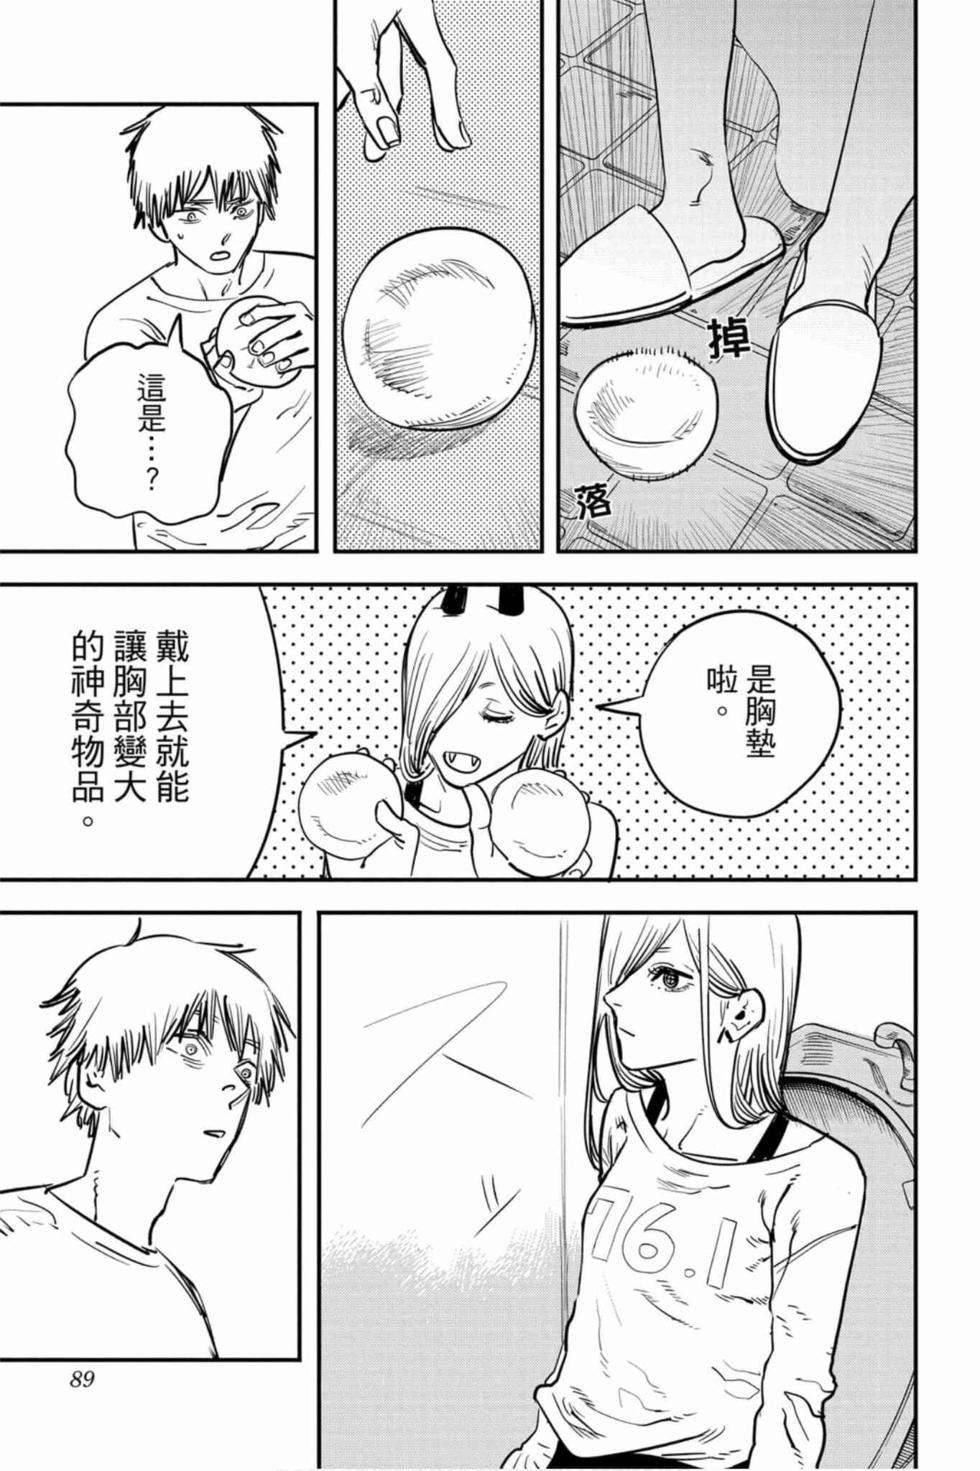 掉
落
這是…？
是胸墊
啦。
戴上去就能
讓胸部變大
的神奇物品。
76.1
89